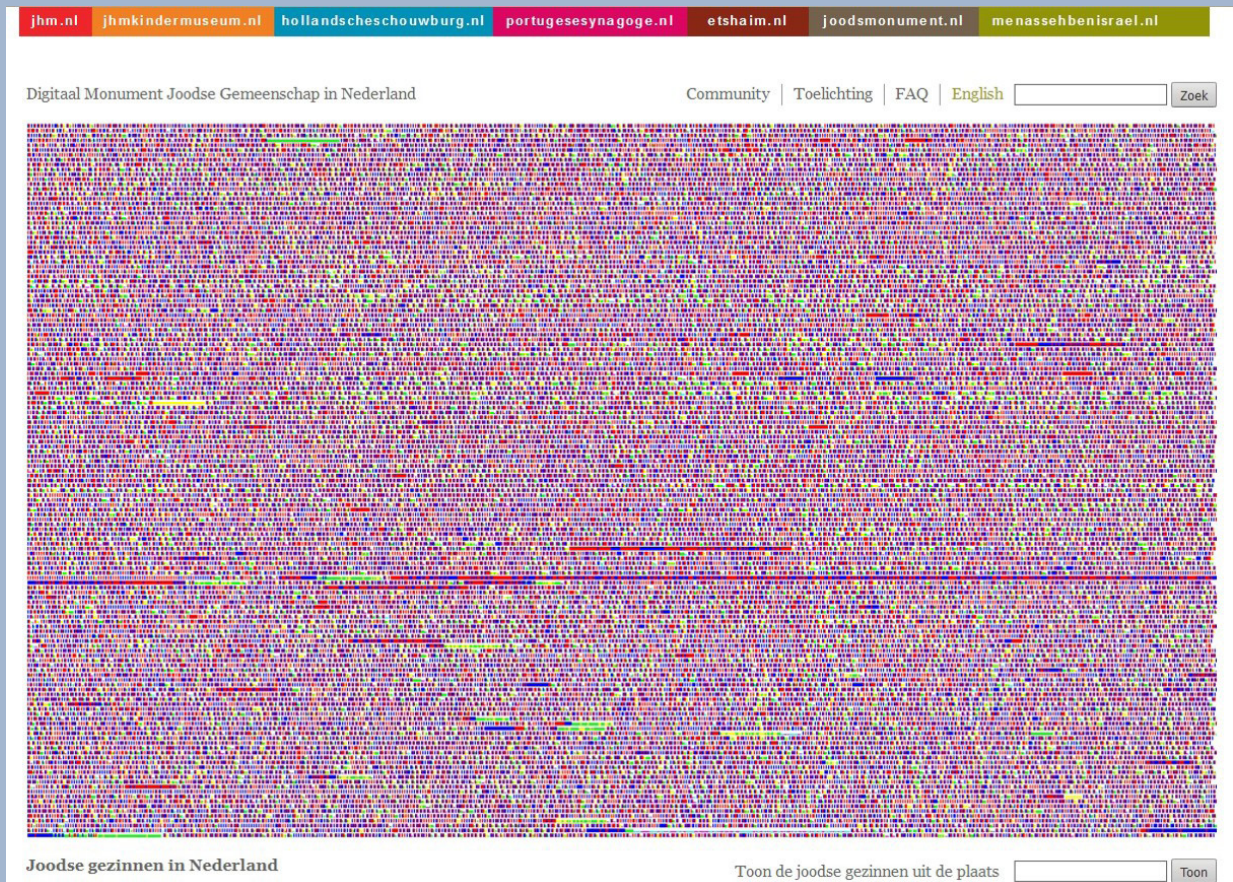 jhm.nl jhmkindermuseum.nl hollandscheschouwburg.nl portugesesynagoge.nl etshaim.nl joodsmonument.nl menassehbenisrael.nl
Digitaal Monument Joodse Gemeenschap in Nederland Community | Toelichting | FAQ | English Zoek
Joodse gezinnen in Nederland Toon de joodse gezinnen uit de plaats Toon